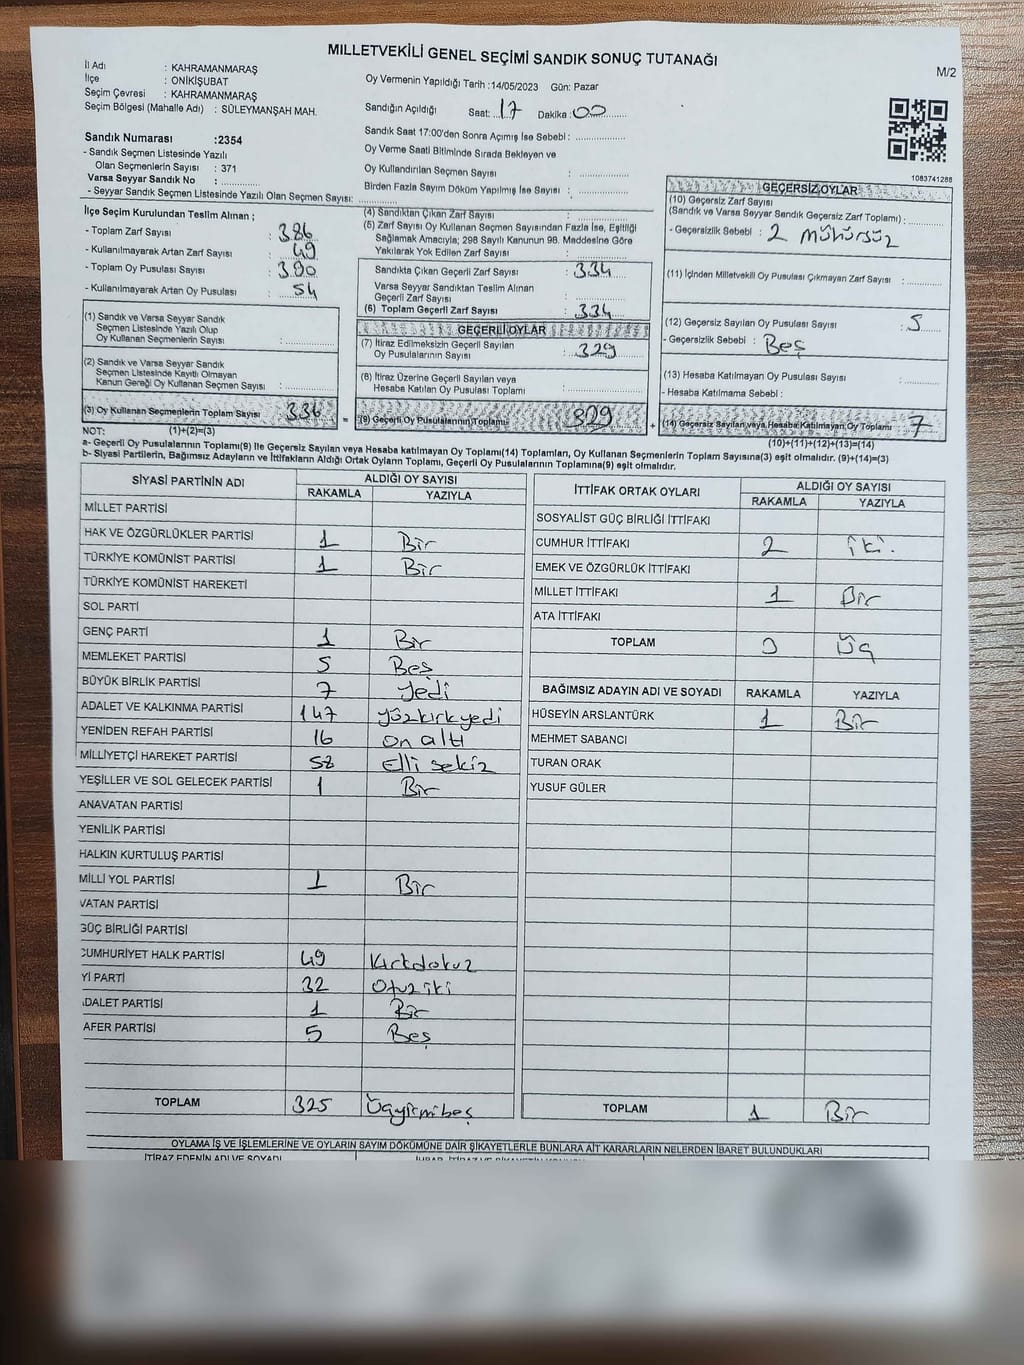 MİLLETVEKİLİ GENEL SEÇİMİ SANDIK SONUÇ TUTANAĞI
M/2
İl Adı : KAHRAMANMARAŞ
İlçe : ONİKİŞUBAT
Seçim Çevresi : KAHRAMANMARAŞ
Seçim Bölgesi (Mahalle Adı) : SÜLEYMANŞAH MAH.
Sandık Numarası :2354
- Sandık Seçmen Listesinde Yazılı
Olan Seçmenlerin Sayısı : 371
Varsa Seyyar Sandık No :
- Seyyar Sandık Seçmen Listesinde Yazılı Olan Seçmen Sayısı:
Oy Vermenin Yapıldığı Tarih :14/05/2023 Gün: Pazar
Sandığın Açıldığı Saat: 17 Dakika : 00
Sandık Saat 17:00'den Sonra Açımış İse Sebebi :
Oy Verme Saati Bitiminde Sırada Bekleyen ve
Oy Kullandırılan Seçmen Sayısı :
Birden Fazla Sayım Döküm Yapılmış İse Sayısı :
1083741286
İlçe Seçim Kurulundan Teslim Alınan ;
- Toplam Zarf Sayısı : 386
- Kullanılmayarak Artan Zarf Sayısı : 49
- Toplam Oy Pusulası Sayısı : 390
- Kullanılmayarak Artan Oy Pusulası : 54
(1) Sandık ve Varsa Seyyar Sandık
Seçmen Listesinde Yazılı Olup
Oy Kullanan Seçmenlerin Sayısı :
(2) Sandık ve Varsa Seyyar Sandık
Seçmen Listesinde Kayıtlı Olmayan
Kanun Gereği Oy Kullanan Seçmen Sayısı :
(3) Oy Kullanan Seçmenlerin Toplam Sayısı 336 =
(4) Sandıktan Çıkan Zarf Sayısı :
(5) Zarf Sayısı Oy Kullanan Seçmen Sayısından Fazla İse, Eşitliği
Sağlamak Amacıyla; 298 Sayılı Kanunun 98. Maddesine Göre
Yakılarak Yok Edilen Zarf Sayısı :
Sandıkta Çıkan Geçerli Zarf Sayısı : 334
Varsa Seyyar Sandıktan Teslim Alınan
Geçerli Zarf Sayısı :
(6) Toplam Geçerli Zarf Sayısı : 334
GEÇERLİ OYLAR
(7) İtiraz Edilmeksizin Geçerli Sayılan
Oy Pusulalarının Sayısı : 329
(8) İtiraz Üzerine Geçerli Sayılan veya
Hesaba Katılan Oy Pusulası Toplamı :
(9) Geçerli Oy Pusulalarının Toplamı 329 +
GEÇERSİZ OYLAR
(10) Geçersiz Zarf Sayısı
(Sandık ve Varsa Seyyar Sandık Geçersiz Zarf Toplamı) :
- Geçersizlik Sebebi : 2 mühürsüz
(11) İçinden Milletvekili Oy Pusulası Çıkmayan Zarf Sayısı :
(12) Geçersiz Sayılan Oy Pusulası Sayısı : 5
- Geçersizlik Sebebi : Beş
(13) Hesaba Katılmayan Oy Pusulası Sayısı :
- Hesaba Katılmama Sebebi :
(14) Geçersiz Sayılan veya Hesaba Katılmayan Oy Toplamı 7
NOT: (1)+(2)=(3) (10)+(11)+(12)+(13)=(14)
a- Geçerli Oy Pusulalarının Toplamı(9) ile Geçersiz Sayılan veya Hesaba katılmayan Oy Toplamı(14) Toplamları, Oy Kullanan Seçmenlerin Toplam Sayısına(3) eşit olmalıdır. (9)+(14)=(3)
b- Siyasi Partilerin, Bağımsız Adayların ve İttifakların Aldığı Ortak Oyların Toplamı, Geçerli Oy Pusulalarının Toplamına(9) eşit olmalıdır.
SİYASİ PARTİNİN ADI ALDIĞI OY SAYISI
RAKAMLA YAZIYLA
MİLLET PARTİSİ
HAK VE ÖZGÜRLÜKLER PARTİSİ 1 Bir
TÜRKİYE KOMÜNİST PARTİSİ 1 Bir
TÜRKİYE KOMÜNİST HAREKETİ
SOL PARTİ
GENÇ PARTİ 1 Bir
MEMLEKET PARTİSİ 5 Beş
BÜYÜK BİRLİK PARTİSİ 7 Yedi
ADALET VE KALKINMA PARTİSİ 147 yüzkırkyedi
YENİDEN REFAH PARTİSİ 16 on altı
MİLLİYETÇİ HAREKET PARTİSİ 58 Elli sekiz
YEŞİLLER VE SOL GELECEK PARTİSİ 1 Bir
ANAVATAN PARTİSİ
YENİLİK PARTİSİ
HALKIN KURTULUŞ PARTİSİ
MİLLİ YOL PARTİSİ 1 Bir
VATAN PARTİSİ
GÜÇ BİRLİĞİ PARTİSİ
CUMHURİYET HALK PARTİSİ 49 kırkdokuz
Yİ PARTİ 32 Otuziki
DALET PARTİSİ 1 Bir
AFER PARTİSİ 5 Beş
TOPLAM 325 Üçyirmibeş
İTTİFAK ORTAK OYLARI ALDIĞI OY SAYISI
RAKAMLA YAZIYLA
SOSYALİST GÜÇ BİRLİĞİ İTTİFAKI
CUMHUR İTTİFAKI 2 iki.
EMEK VE ÖZGÜRLÜK İTTİFAKI
MİLLET İTTİFAKI 1 Bir
ATA İTTİFAKI
TOPLAM 3 Üç
BAĞIMSIZ ADAYIN ADI VE SOYADI RAKAMLA YAZIYLA
HÜSEYİN ARSLANTÜRK 1 Bir
MEHMET SABANCI
TURAN ORAK
YUSUF GÜLER
TOPLAM 1 Bir
OYLAMA İŞ VE İŞLEMLERİNE VE OYLARIN SAYIM DÖKÜMÜNE DAİR ŞİKAYETLERLE BUNLARA AİT KARARLARIN NELERDEN İBARET BULUNDUKLARI
İTİRAZ EDENİN ADI VE SOYADI